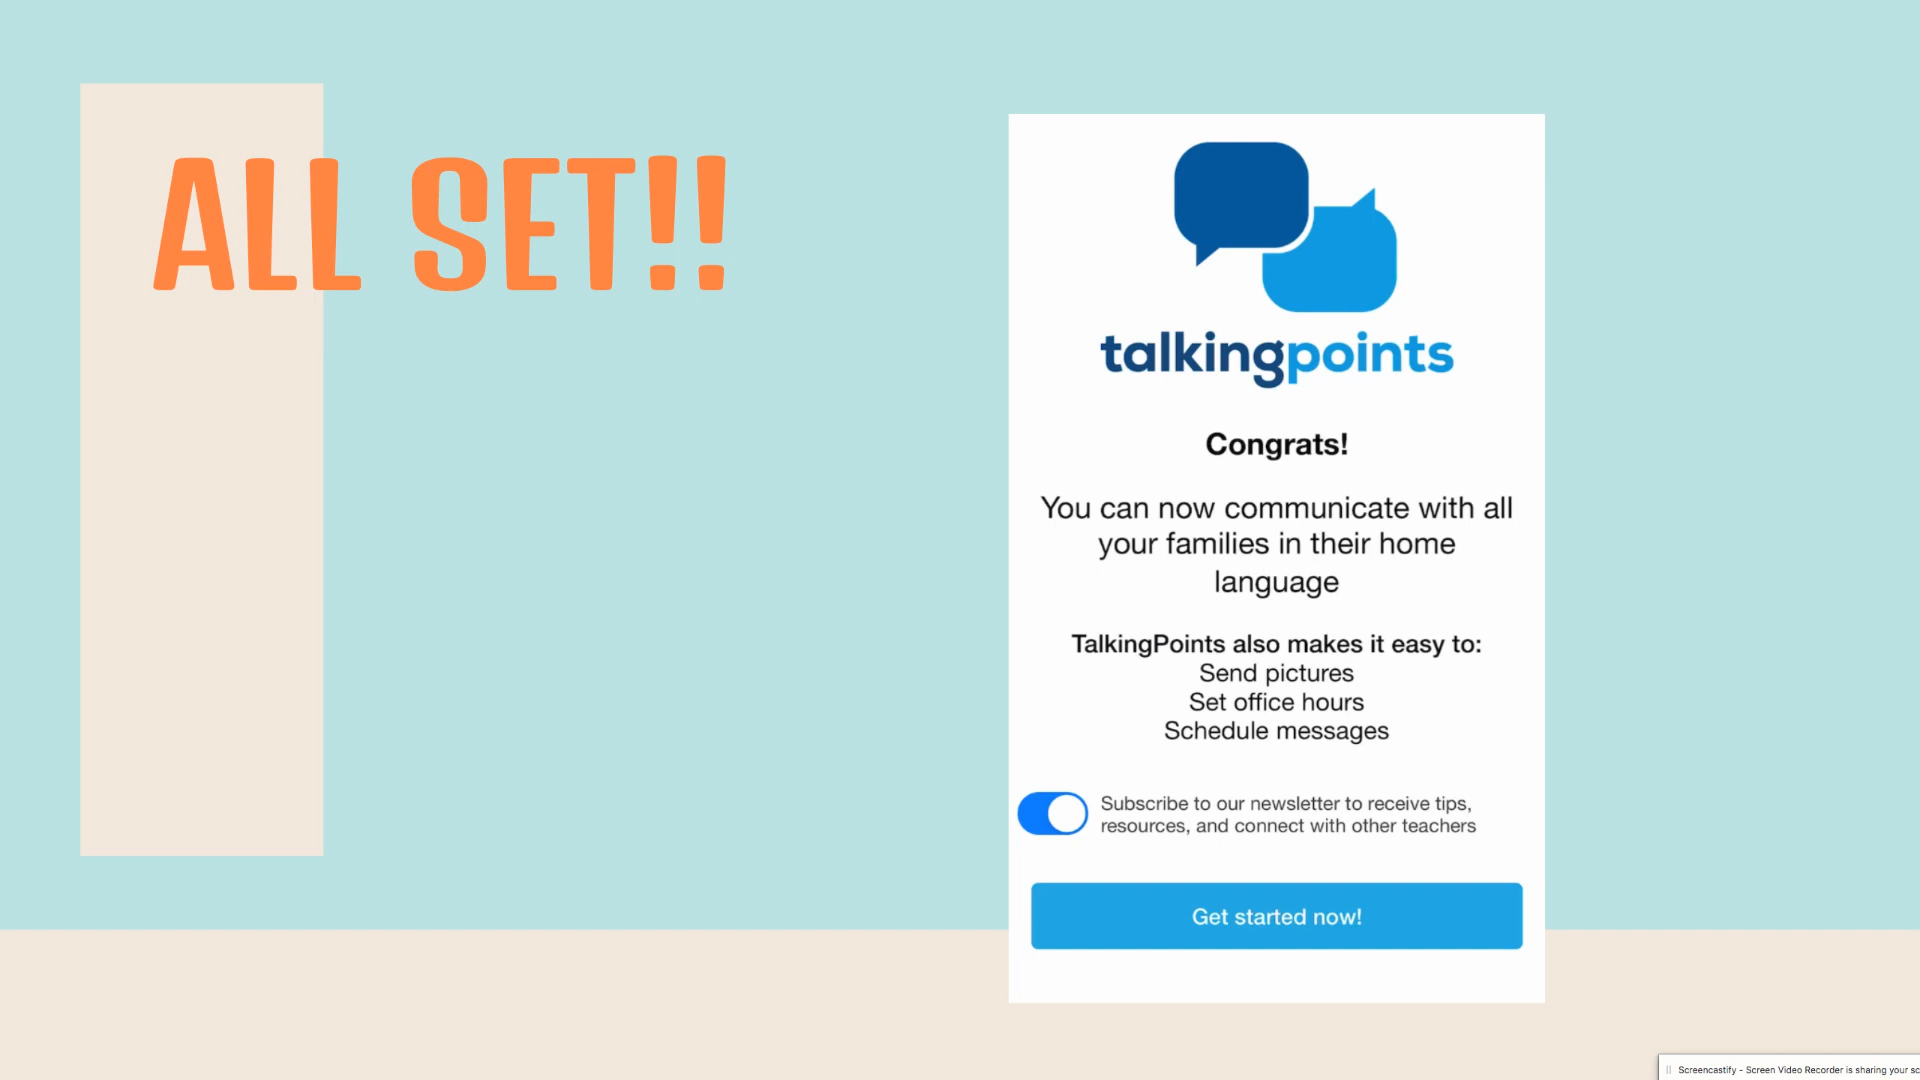 ALL SET!!
talkingpoints
Congrats!
You can now communicate with all
your families in their home
language
TalkingPoints also makes it easy to:
Send pictures
Set office hours
Schedule messages
Subscribe to our newsletter to receive tips,
resources, and connect with other teachers
Get started now!
Screencastify - Screen Video Recorder is sharing your sc